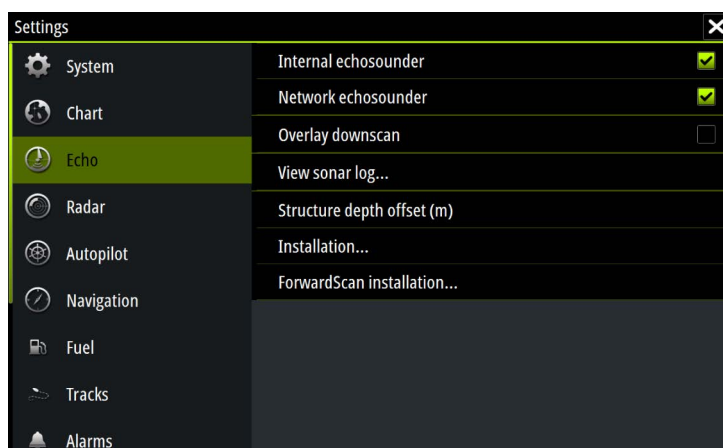 Settings
System
Chart
Echo
Radar
Autopilot
Navigation
Fuel
Tracks
Alarms
Internal echosounder
Network echosounder
Overlay downscan
View sonar log...
Structure depth offset (m)
Installation...
ForwardScan installation...